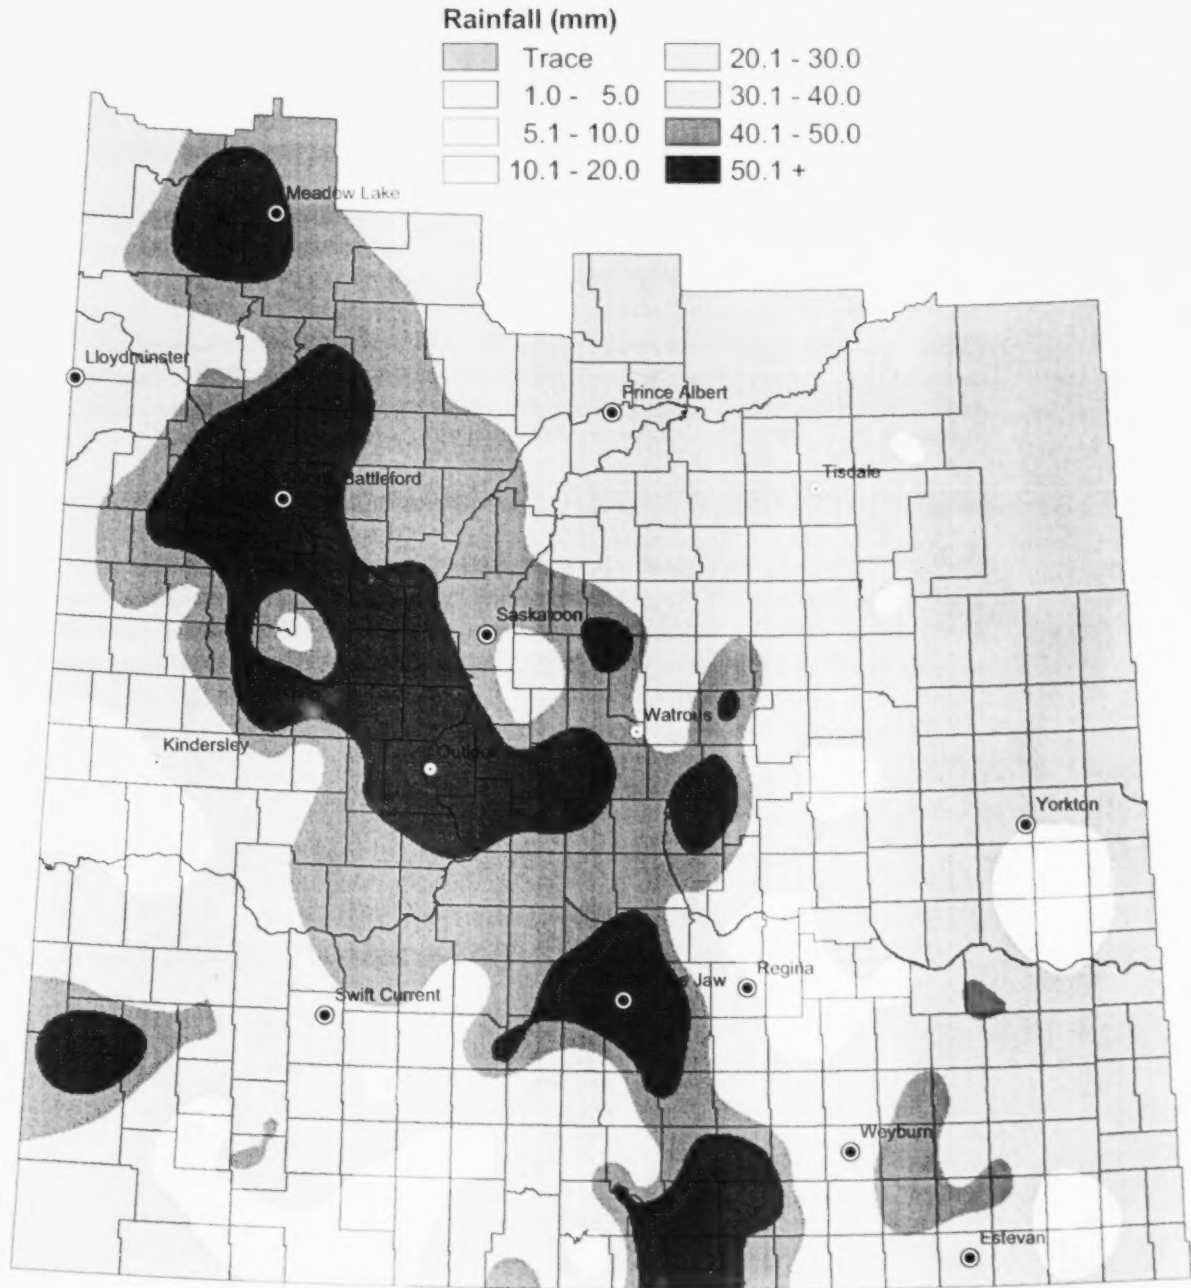 Rainfall (mm)
Trace
1.0 - 5.0
5.1 - 10.0
10.1 - 20.0
20.1 - 30.0
30.1 - 40.0
40.1 - 50.0
50.1 +
Meadow Lake
Lloydminster
Prince Albert
Tisdale
North Battleford
Saskatoon
Watrous
Kindersley
Outlook
Yorkton
Jaw
Regina
Swift Current
Weyburn
Estevan